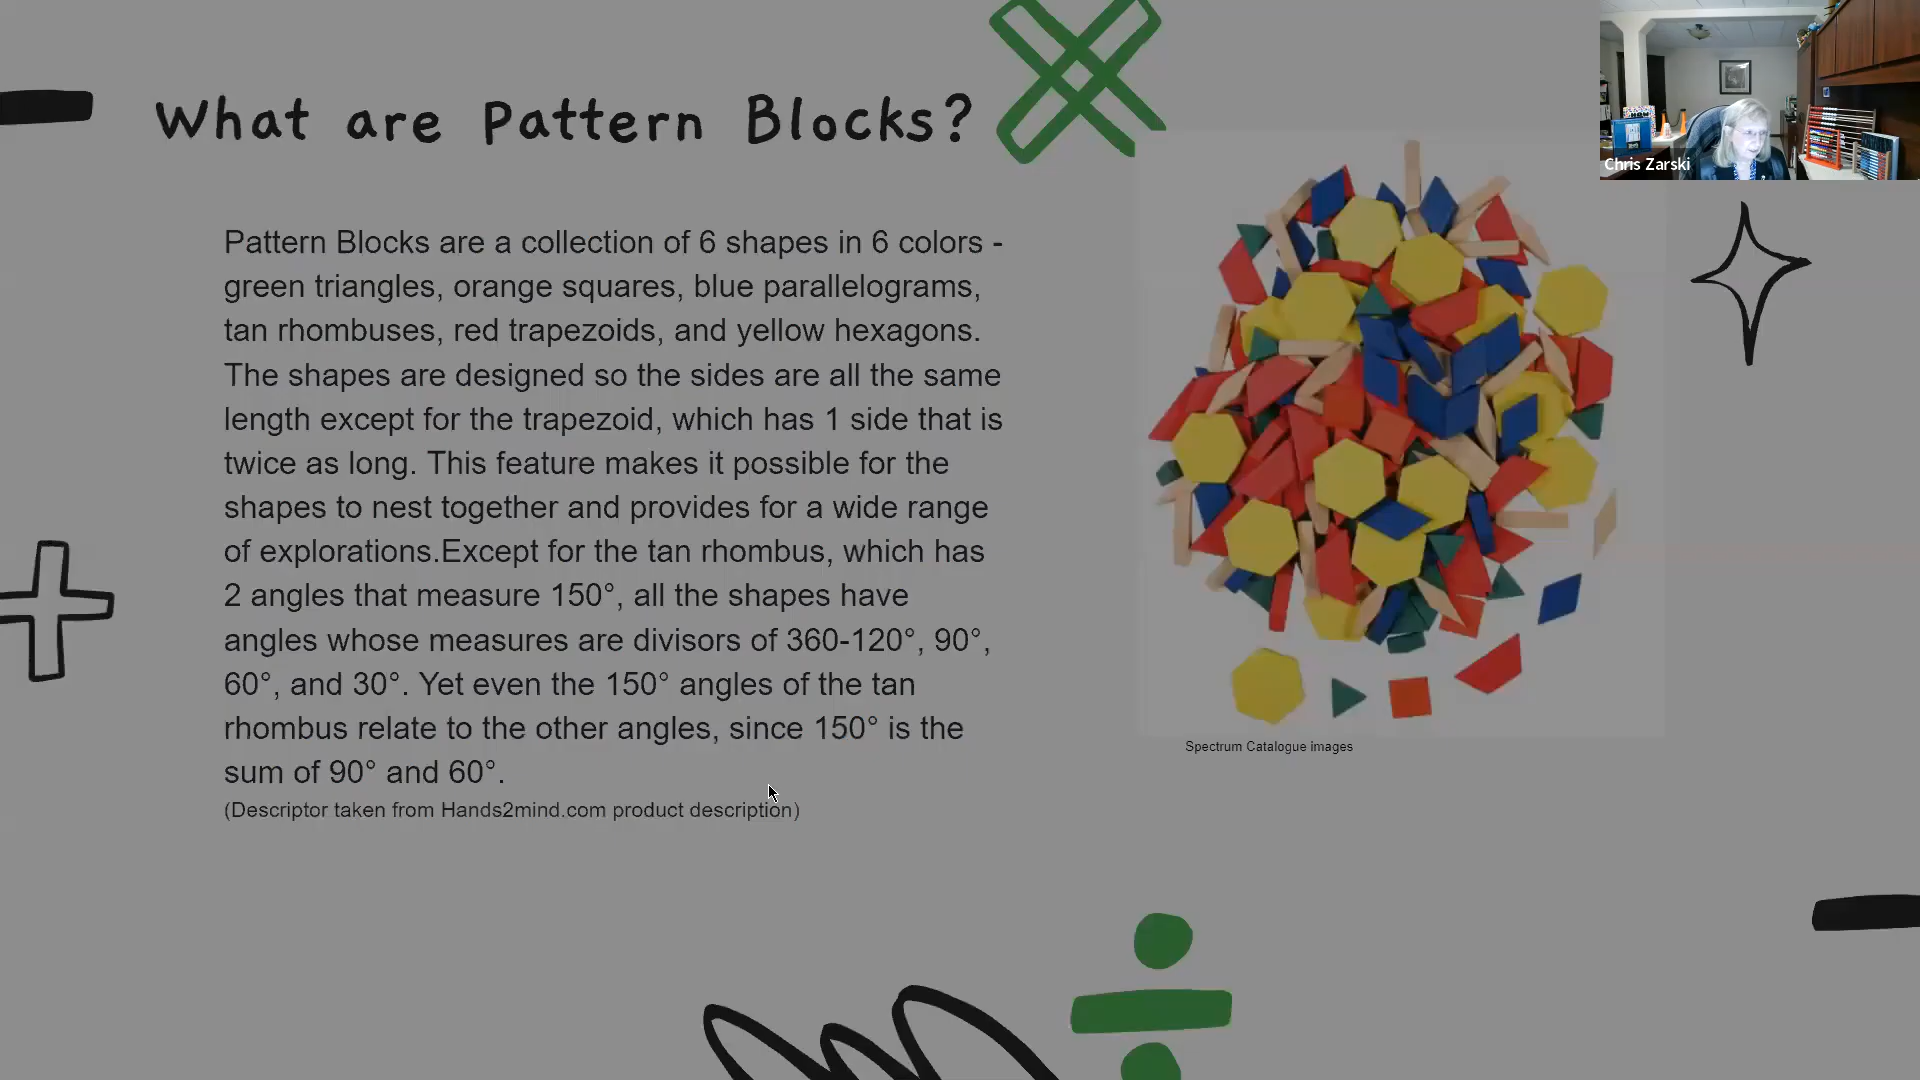 What are Pattern Blocks?
Chris Zarski
Pattern Blocks are a collection of 6 shapes in 6 colors -
green triangles, orange squares, blue parallelograms,
tan rhombuses, red trapezoids, and yellow hexagons.
The shapes are designed so the sides are all the same
length except for the trapezoid, which has 1 side that is
twice as long. This feature makes it possible for the
shapes to nest together and provides for a wide range
of explorations.Except for the tan rhombus, which has
2 angles that measure 150°, all the shapes have
angles whose measures are divisors of 360-120°, 90°,
60°, and 30°. Yet even the 150° angles of the tan
rhombus relate to the other angles, since 150° is the
sum of 90° and 60°.
(Descriptor taken from Hands2mind.com product description)
Spectrum Catalogue images